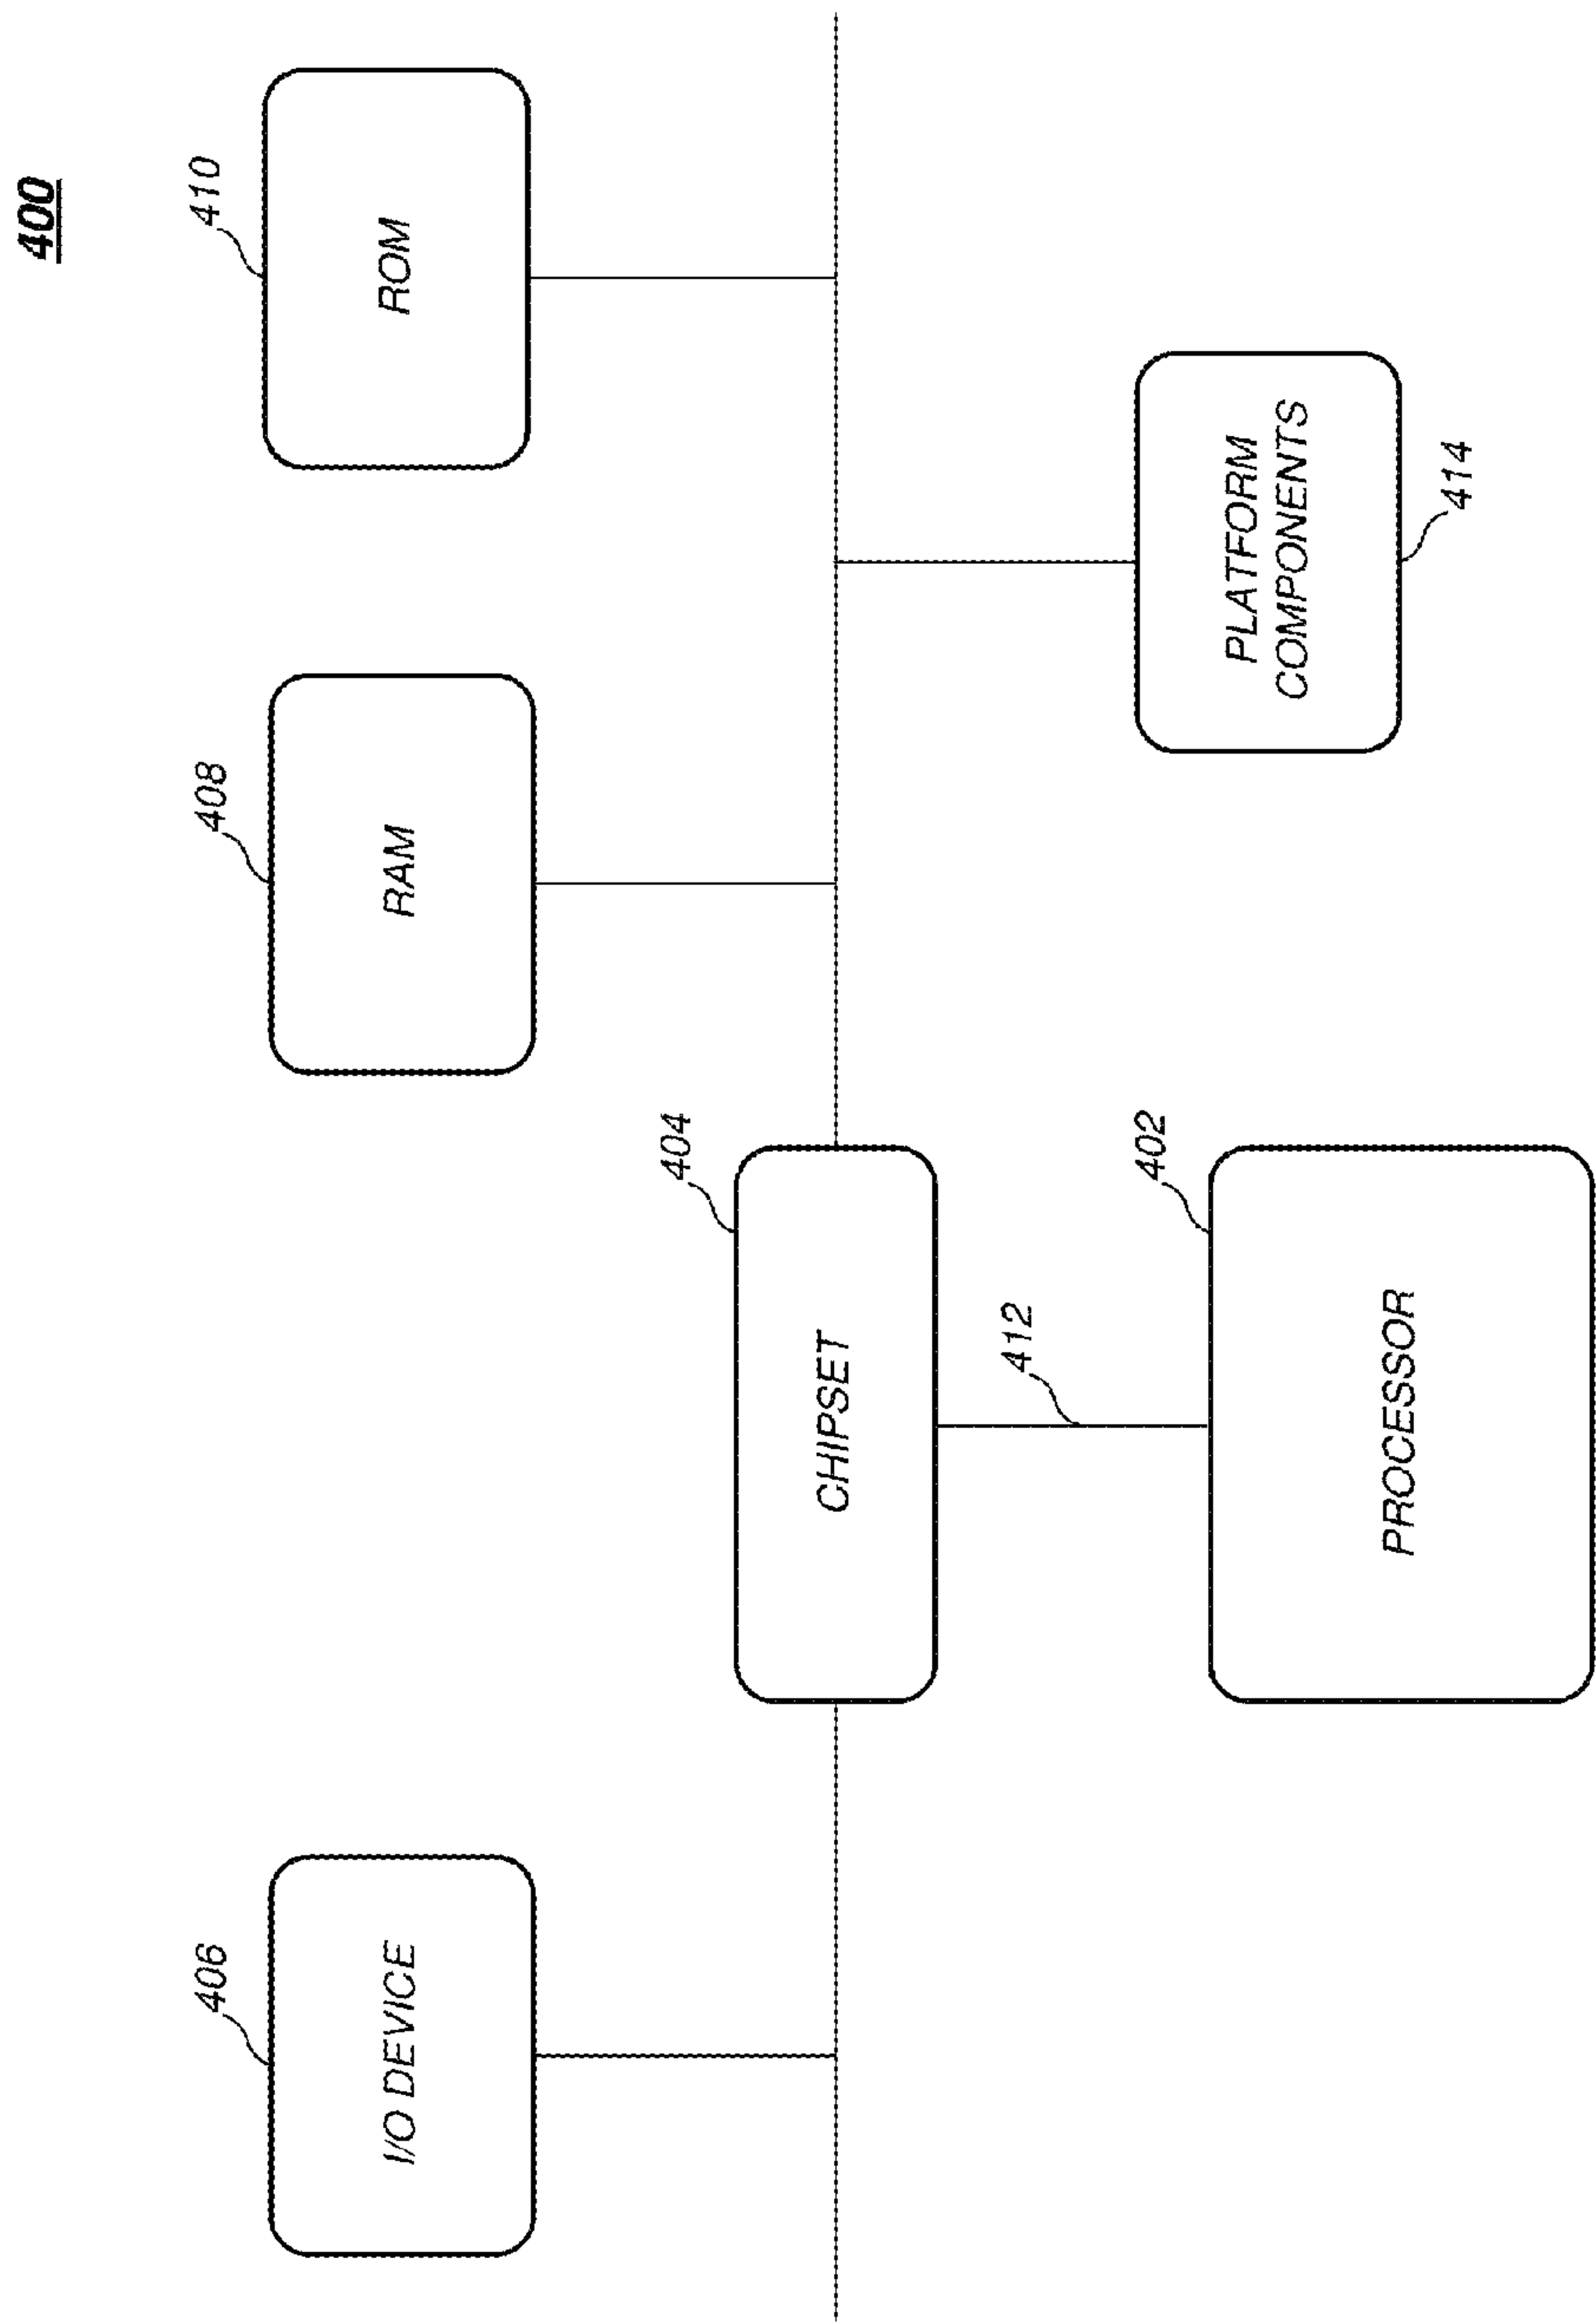 400
406
I/O DEVICE
408
RAM
410
ROM
404
CHIPSET
412
402
PROCESSOR
PLATFORM
COMPONENTS
414